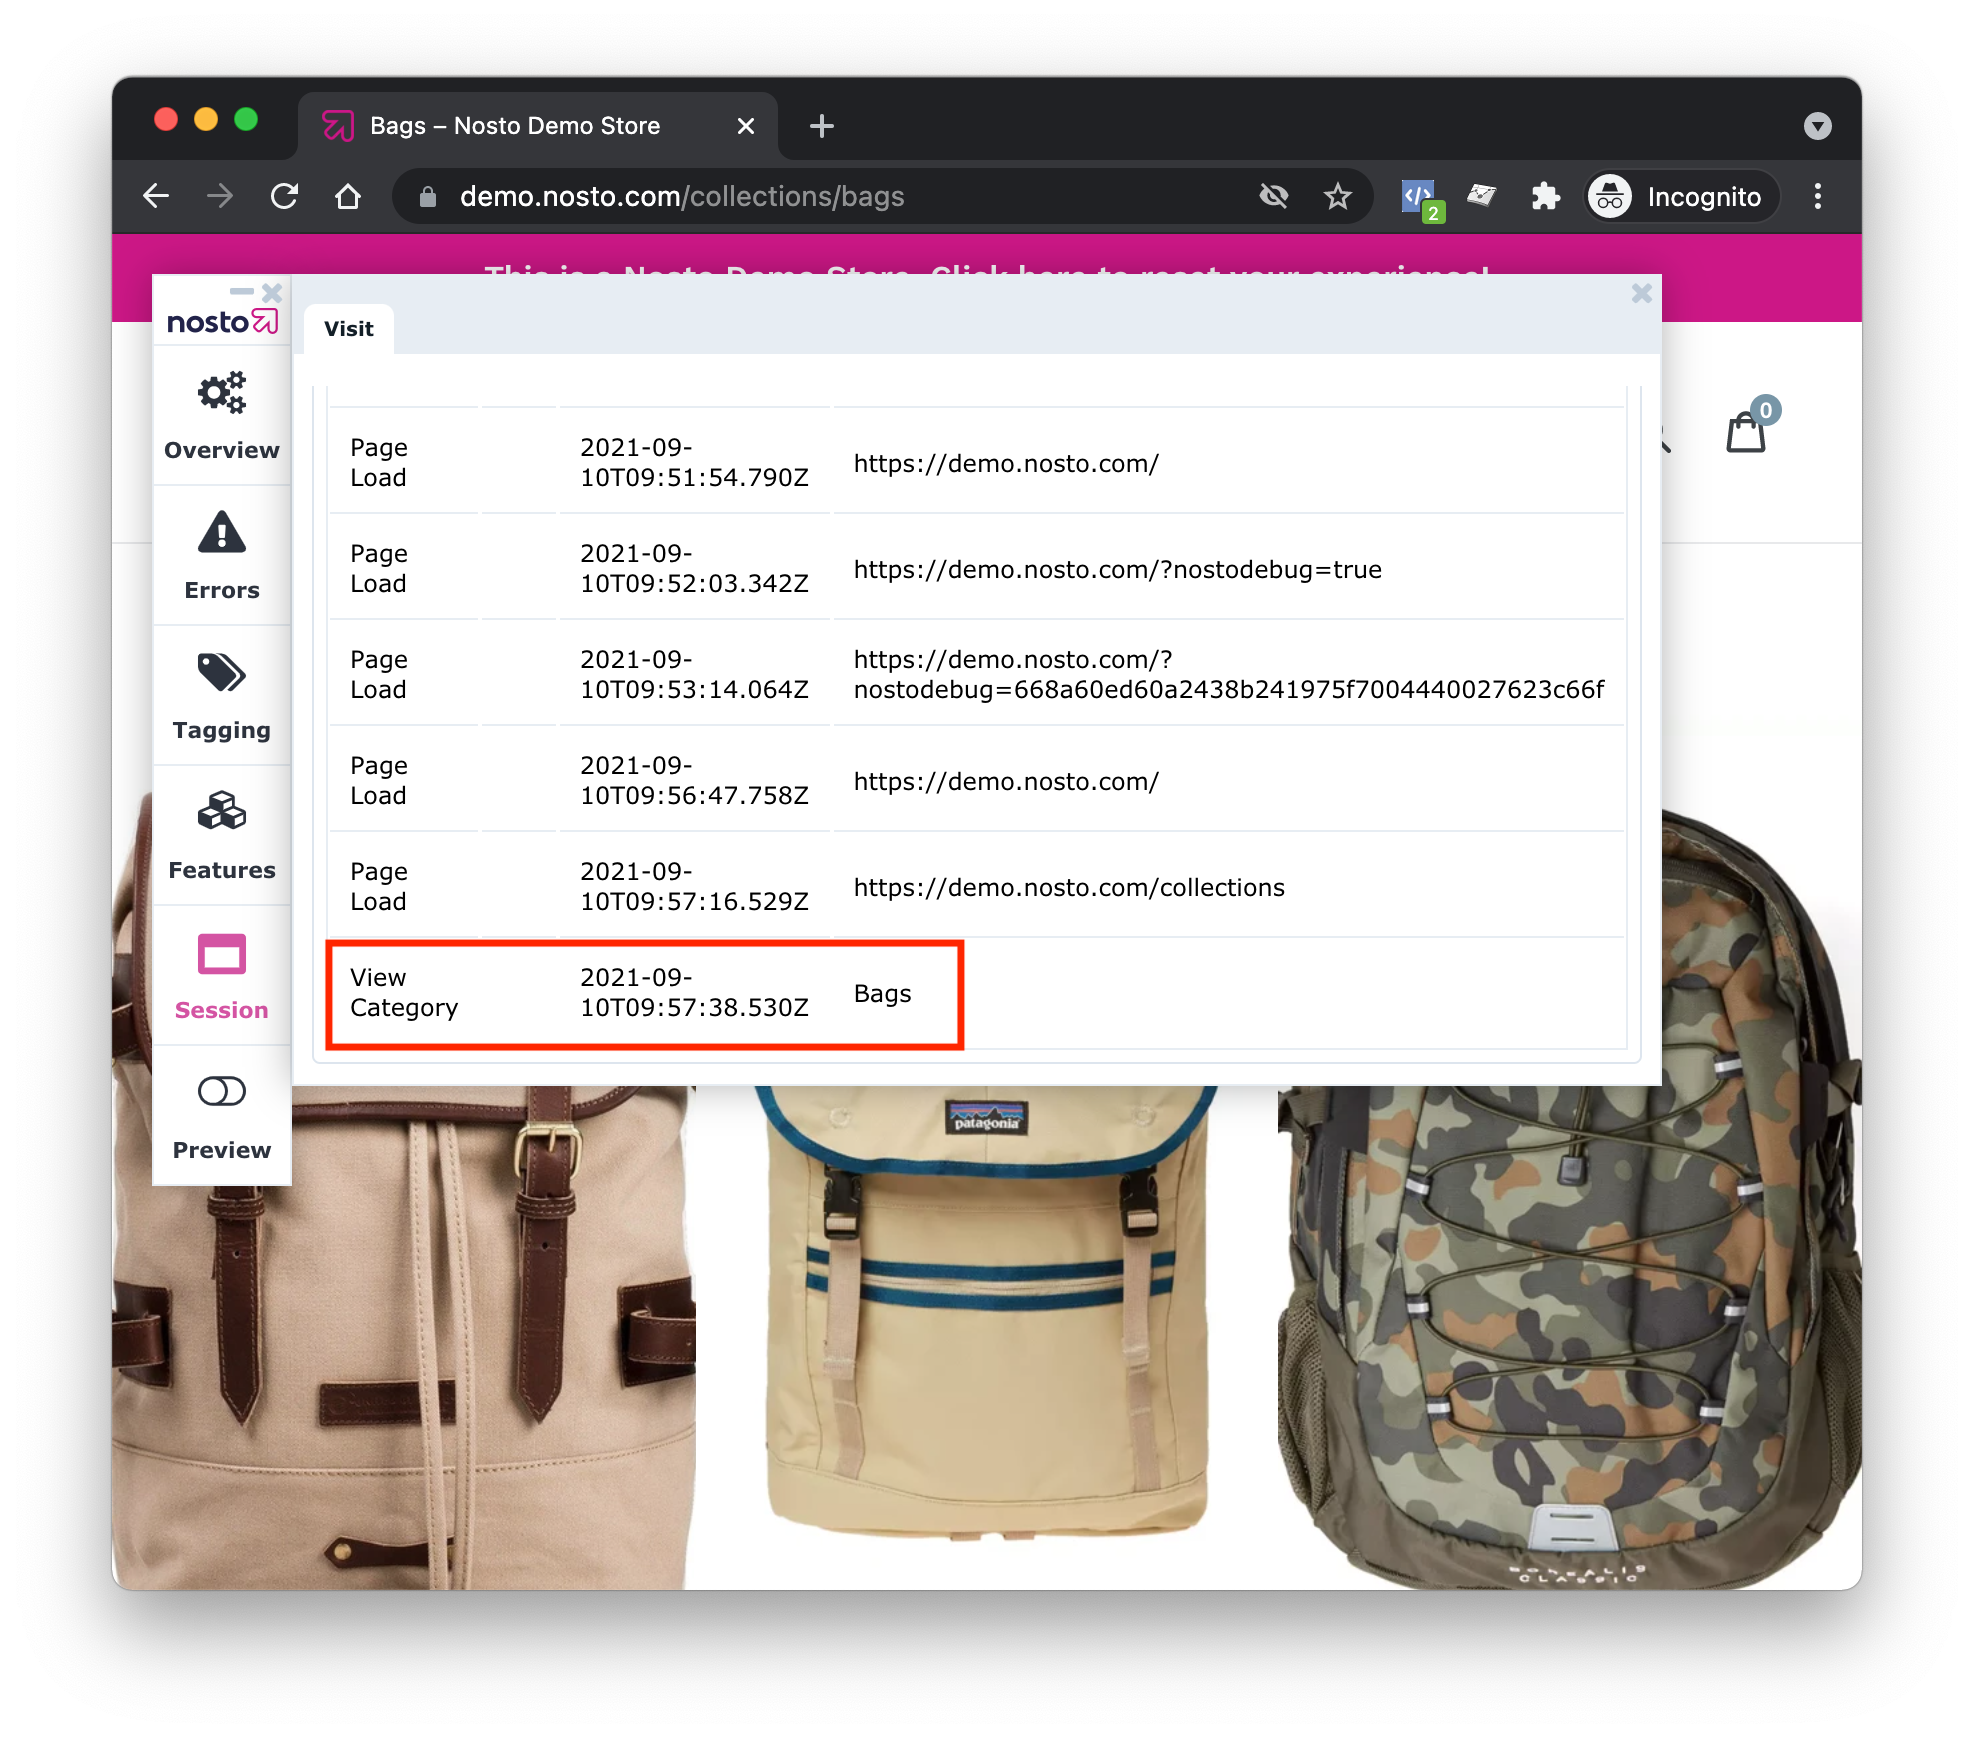 Bags – Nosto Demo Store
demo.nosto.com/collections/bags
2
Incognito
This is a Nosto Demo Store. Click here to reset your experience!
nosto
Visit
0
Overview
Errors
Tagging
Features
Session
Preview
Page
Load
2021-09-
10T09:51:54.790Z
https://demo.nosto.com/
Page
Load
2021-09-
10T09:52:03.342Z
https://demo.nosto.com/?nostodebug=true
Page
Load
2021-09-
10T09:53:14.064Z
https://demo.nosto.com/?
nostodebug=668a60ed60a2438b241975f7004440027623c66f
Page
Load
2021-09-
10T09:56:47.758Z
https://demo.nosto.com/
Page
Load
2021-09-
10T09:57:16.529Z
https://demo.nosto.com/collections
View
Category
2021-09-
10T09:57:38.530Z
Bags
patagonia
BOREALIS
CLASSIC